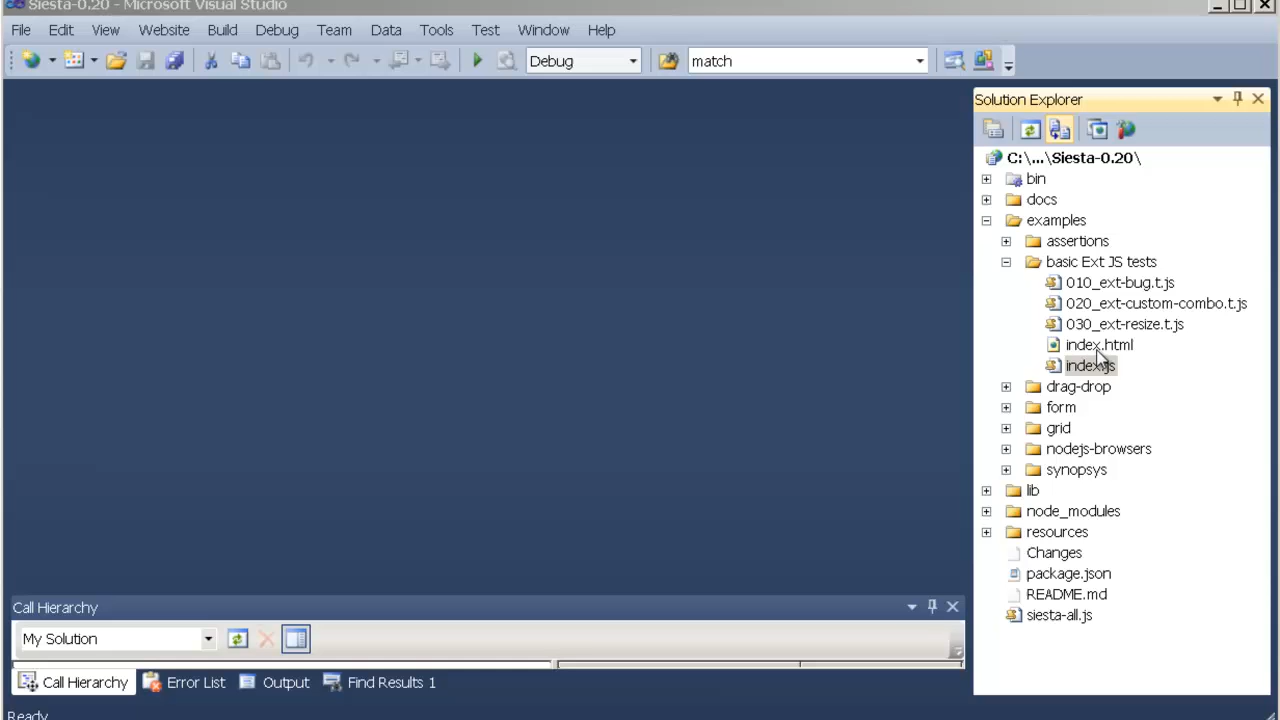 Siesta-0.20 - Microsoft Visual Studio
File Edit View Website Build Debug Team Data Tools Test Window Help
Debug match
Solution Explorer
C:\...\Siesta-0.20\
bin
docs
examples
assertions
basic Ext JS tests
010_ext-bug.t.js
020_ext-custom-combo.t.js
030_ext-resize.t.js
index.html
index.js
drag-drop
form
grid
nodejs-browsers
synopsys
lib
node_modules
resources
Changes
package.json
README.md
siesta-all.js
Call Hierarchy
My Solution
Call Hierarchy Error List Output Find Results 1
Ready